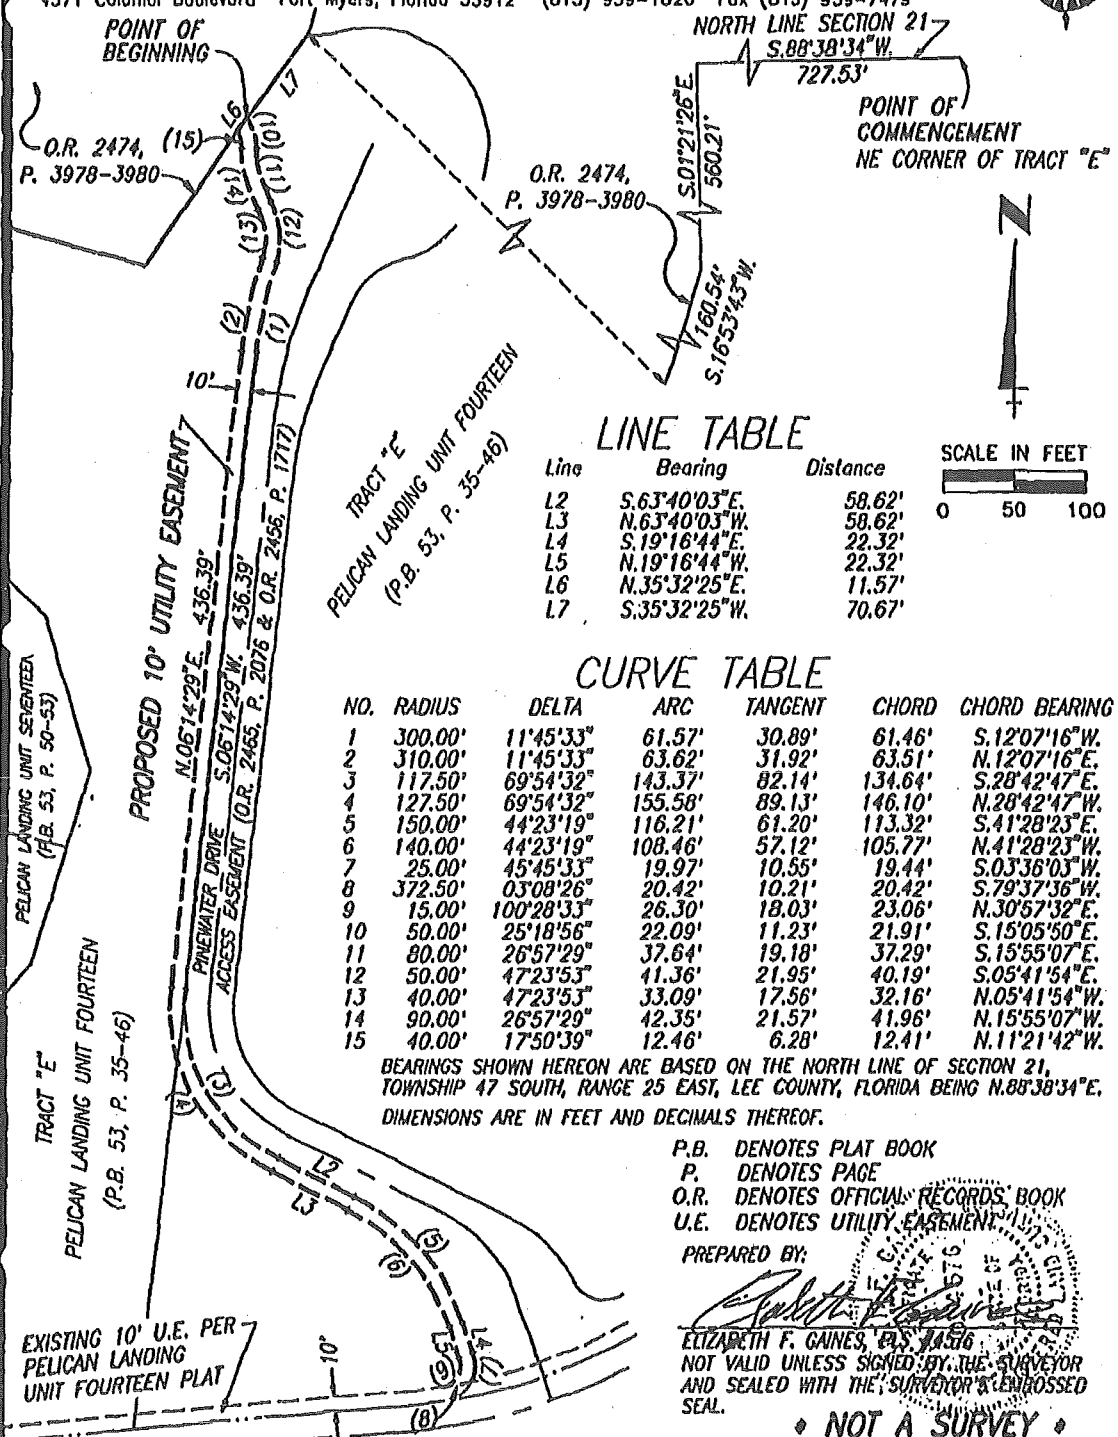 4571 Colonial Boulevard Fort Myers, Florida 33912 (813) 939-1020 Fax (813) 939-7479
POINT OF
BEGINNING
NORTH LINE SECTION 21
S.88°38'34"W.
727.53'
POINT OF
COMMENCEMENT
NE CORNER OF TRACT "E"
S.01°21'26"E.
560.21'
L6
L7
(15)
O.R. 2474,
P. 3978-3980
O.R. 2474,
P. 3978-3980
160.54'
S.16°53'43"W.
(10)
(11)
(14)
(13)
(12)
(2)
(1)
10'
N
SCALE IN FEET
0 50 100
PROPOSED 10' UTILITY EASEMENT
N.06°14'29"E. 436.39'
S.06°14'29"W. 436.39'
PINEWATER DRIVE
ACCESS EASEMENT (O.R. 2465, P. 2076 & O.R. 2456, P. 1717)
TRACT "E"
PELICAN LANDING UNIT FOURTEEN
(P.B. 53, P. 35-46)
PELICAN LANDING UNIT SEVENTEEN
(P.B. 53, P. 50-53)
TRACT "E"
PELICAN LANDING UNIT FOURTEEN
(P.B. 53, P. 35-46)
LINE TABLE
Line Bearing Distance
L2 S.63°40'03"E. 58.62'
L3 N.63°40'03"W. 58.62'
L4 S.19°16'44"E. 22.32'
L5 N.19°16'44"W. 22.32'
L6 N.35°32'25"E. 11.57'
L7 S.35°32'25"W. 70.67'
CURVE TABLE
NO. RADIUS DELTA ARC TANGENT CHORD CHORD BEARING
1 300.00' 11°45'33" 61.57' 30.89' 61.46' S.12°07'16"W.
2 310.00' 11°45'33" 63.62' 31.92' 63.51' N.12°07'16"E.
3 117.50' 69°54'32" 143.37' 82.14' 134.64' S.28°42'47"E.
4 127.50' 69°54'32" 155.58' 89.13' 146.10' N.28°42'47"W.
5 150.00' 44°23'19" 116.21' 61.20' 113.32' S.41°28'23"E.
6 140.00' 44°23'19" 108.46' 57.12' 105.77' N.41°28'23"W.
7 25.00' 45°45'33" 19.97' 10.55' 19.44' S.03°36'03"W.
8 372.50' 03°08'26" 20.42' 10.21' 20.42' S.79°37'36"W.
9 15.00' 100°28'33" 26.30' 18.03' 23.06' N.30°57'32"E.
10 50.00' 25°18'56" 22.09' 11.23' 21.91' S.15°05'50"E.
11 80.00' 26°57'29" 37.64' 19.18' 37.29' S.15°55'07"E.
12 50.00' 47°23'53" 41.36' 21.95' 40.19' S.05°41'54"E.
13 40.00' 47°23'53" 33.09' 17.56' 32.16' N.05°41'54"W.
14 90.00' 26°57'29" 42.35' 21.57' 41.96' N.15°55'07"W.
15 40.00' 17°50'39" 12.46' 6.28' 12.41' N.11°21'42"W.
BEARINGS SHOWN HEREON ARE BASED ON THE NORTH LINE OF SECTION 21,
TOWNSHIP 47 SOUTH, RANGE 25 EAST, LEE COUNTY, FLORIDA BEING N.88°38'34"E.
DIMENSIONS ARE IN FEET AND DECIMALS THEREOF.
P.B. DENOTES PLAT BOOK
P. DENOTES PAGE
O.R. DENOTES OFFICIAL RECORDS BOOK
U.E. DENOTES UTILITY EASEMENT
(3)
(4)
L2
L3
(5)
(6)
L4
L5
(7)
(9)
(8)
10'
EXISTING 10' U.E. PER
PELICAN LANDING
UNIT FOURTEEN PLAT
PREPARED BY:
ELIZABETH F. GAINES, PLS #4576
NOT VALID UNLESS SIGNED BY THE SURVEYOR
AND SEALED WITH THE SURVEYOR'S EMBOSSED
SEAL.
• NOT A SURVEY •